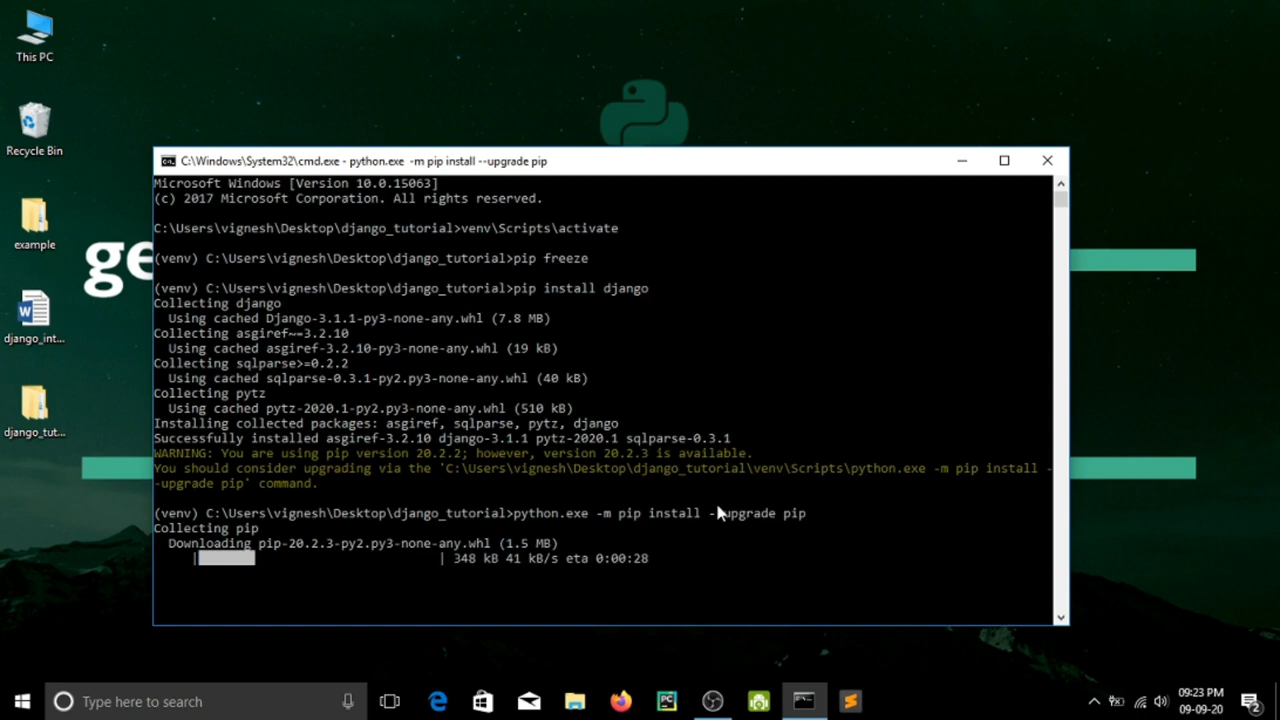 This PC
Recycle Bin
example
django_int...
django_tut...
ge
C:\Windows\System32\cmd.exe - python.exe -m pip install --upgrade pip
Microsoft Windows [Version 10.0.15063]
(c) 2017 Microsoft Corporation. All rights reserved.
C:\Users\vignesh\Desktop\django_tutorial>venv\Scripts\activate
(venv) C:\Users\vignesh\Desktop\django_tutorial>pip freeze
(venv) C:\Users\vignesh\Desktop\django_tutorial>pip install django
Collecting django
Using cached Django-3.1.1-py3-none-any.whl (7.8 MB)
Collecting asgiref~=3.2.10
Using cached asgiref-3.2.10-py3-none-any.whl (19 kB)
Collecting sqlparse>=0.2.2
Using cached sqlparse-0.3.1-py2.py3-none-any.whl (40 kB)
Collecting pytz
Using cached pytz-2020.1-py2.py3-none-any.whl (510 kB)
Installing collected packages: asgiref, sqlparse, pytz, django
Successfully installed asgiref-3.2.10 django-3.1.1 pytz-2020.1 sqlparse-0.3.1
WARNING: You are using pip version 20.2.2; however, version 20.2.3 is available.
You should consider upgrading via the 'C:\Users\vignesh\Desktop\django_tutorial\venv\Scripts\python.exe -m pip install -
-upgrade pip' command.
(venv) C:\Users\vignesh\Desktop\django_tutorial>python.exe -m pip install --upgrade pip
Collecting pip
Downloading pip-20.2.3-py2.py3-none-any.whl (1.5 MB)
| | 348 kB 41 kB/s eta 0:00:28
Type here to search
09:23 PM
09-09-20
2